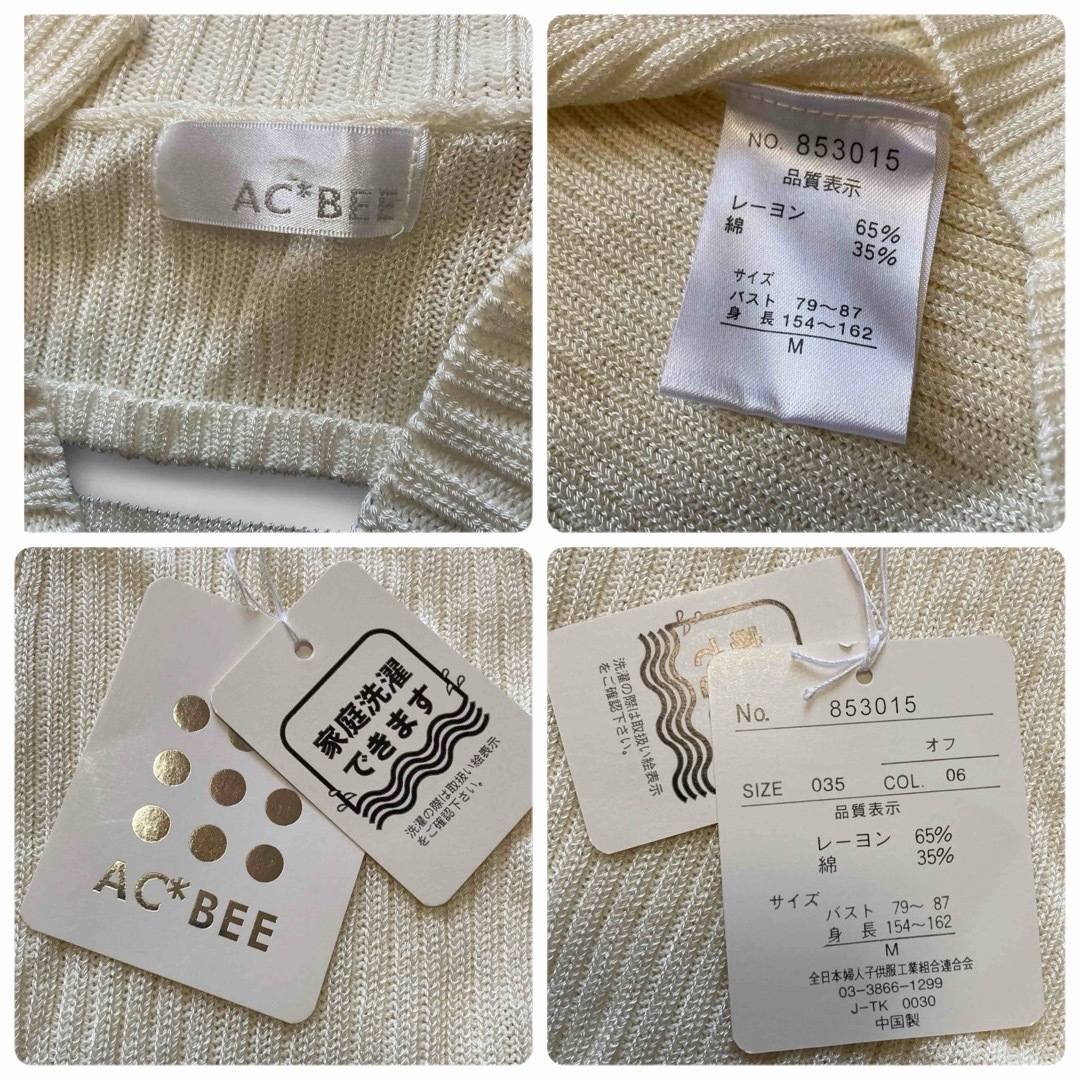 AC*BEE
NO. 853015
品質表示
レーヨン 65%
綿 35%
サイズ
バスト 79〜87
身長 154〜162
M
AC*BEE
家庭洗濯
できます
洗濯の際は取扱い絵表示
をご確認下さい。
洗濯の際は取扱い絵表示
をご確認下さい。
No. 853015
オフ
SIZE 035 COL. 06
品質表示
レーヨン 65%
綿 35%
サイズ
バスト 79〜 87
身長 154〜162
M
全日本婦人子供服工業組合連合会
03-3866-1299
J-TK 0030
中国製